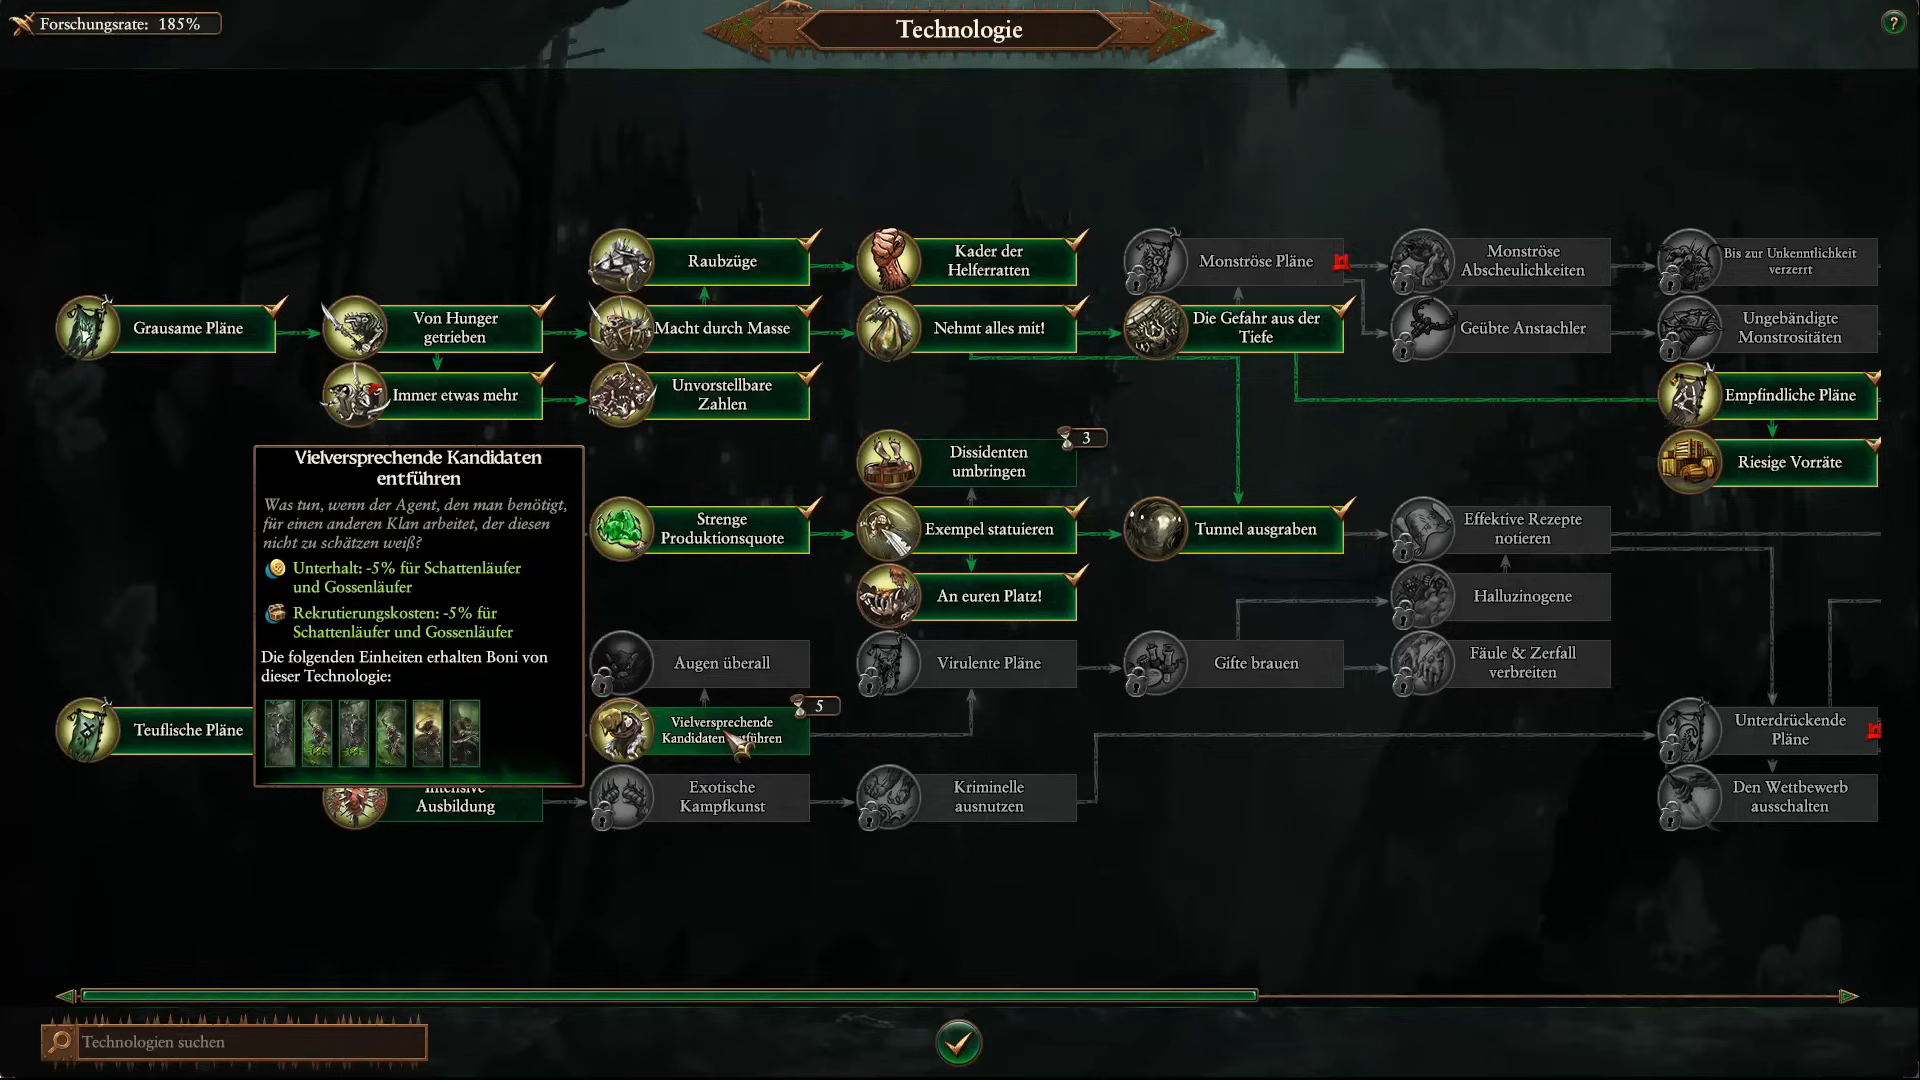 Forschungsrate: 185%
Technologie
?
Raubzüge
Kader der
Helferratten
Monströse Pläne
Monströse
Abscheulichkeiten
Bis zur Unkenntlichkeit
verzerrt
Grausame Pläne
Von Hunger
getrieben
Macht durch Masse
Nehmt alles mit!
Die Gefahr aus der
Tiefe
Geübte Anstachler
Ungebändigte
Monstrositäten
Immer etwas mehr
Unvorstellbare
Zahlen
Empfindliche Pläne
Dissidenten
umbringen
3
Riesige Vorräte
Vielversprechende Kandidaten
entführen
Was tun, wenn der Agent, den man benötigt,
für einen anderen Klan arbeitet, der diesen
nicht zu schätzen weiß?
Unterhalt: -5% für Schattenläufer
und Gossenläufer
Rekrutierungskosten: -5% für
Schattenläufer und Gossenläufer
Die folgenden Einheiten erhalten Boni von
dieser Technologie:
Strenge
Produktionsquote
Exempel statuieren
Tunnel ausgraben
Effektive Rezepte
notieren
An euren Platz!
Halluzinogene
Augen überall
Virulente Pläne
Gifte brauen
Fäule & Zerfall
verbreiten
Teuflische Pläne
Vielversprechende
Kandidaten entführen
5
Unterdrückende
Pläne
Intensive
Ausbildung
Exotische
Kampfkunst
Kriminelle
ausnutzen
Den Wettbewerb
ausschalten
Technologien suchen